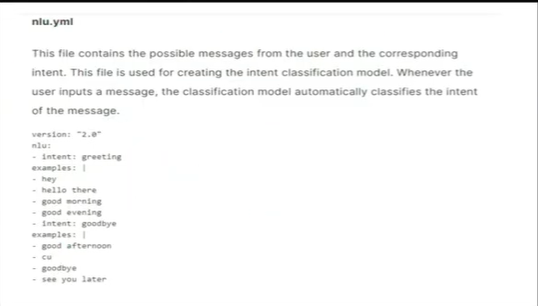 nlu.yml
This file contains the possible messages from the user and the corresponding
intent. This file is used for creating the intent classification model. Whenever the
user inputs a message, the classification model automatically classifies the intent
of the message.
version: "2.0"
nlu:
- intent: greeting
examples: |
- hey
- hello there
- good morning
- good evening
- intent: goodbye
examples: |
- good afternoon
- cu
- goodbye
- see you later